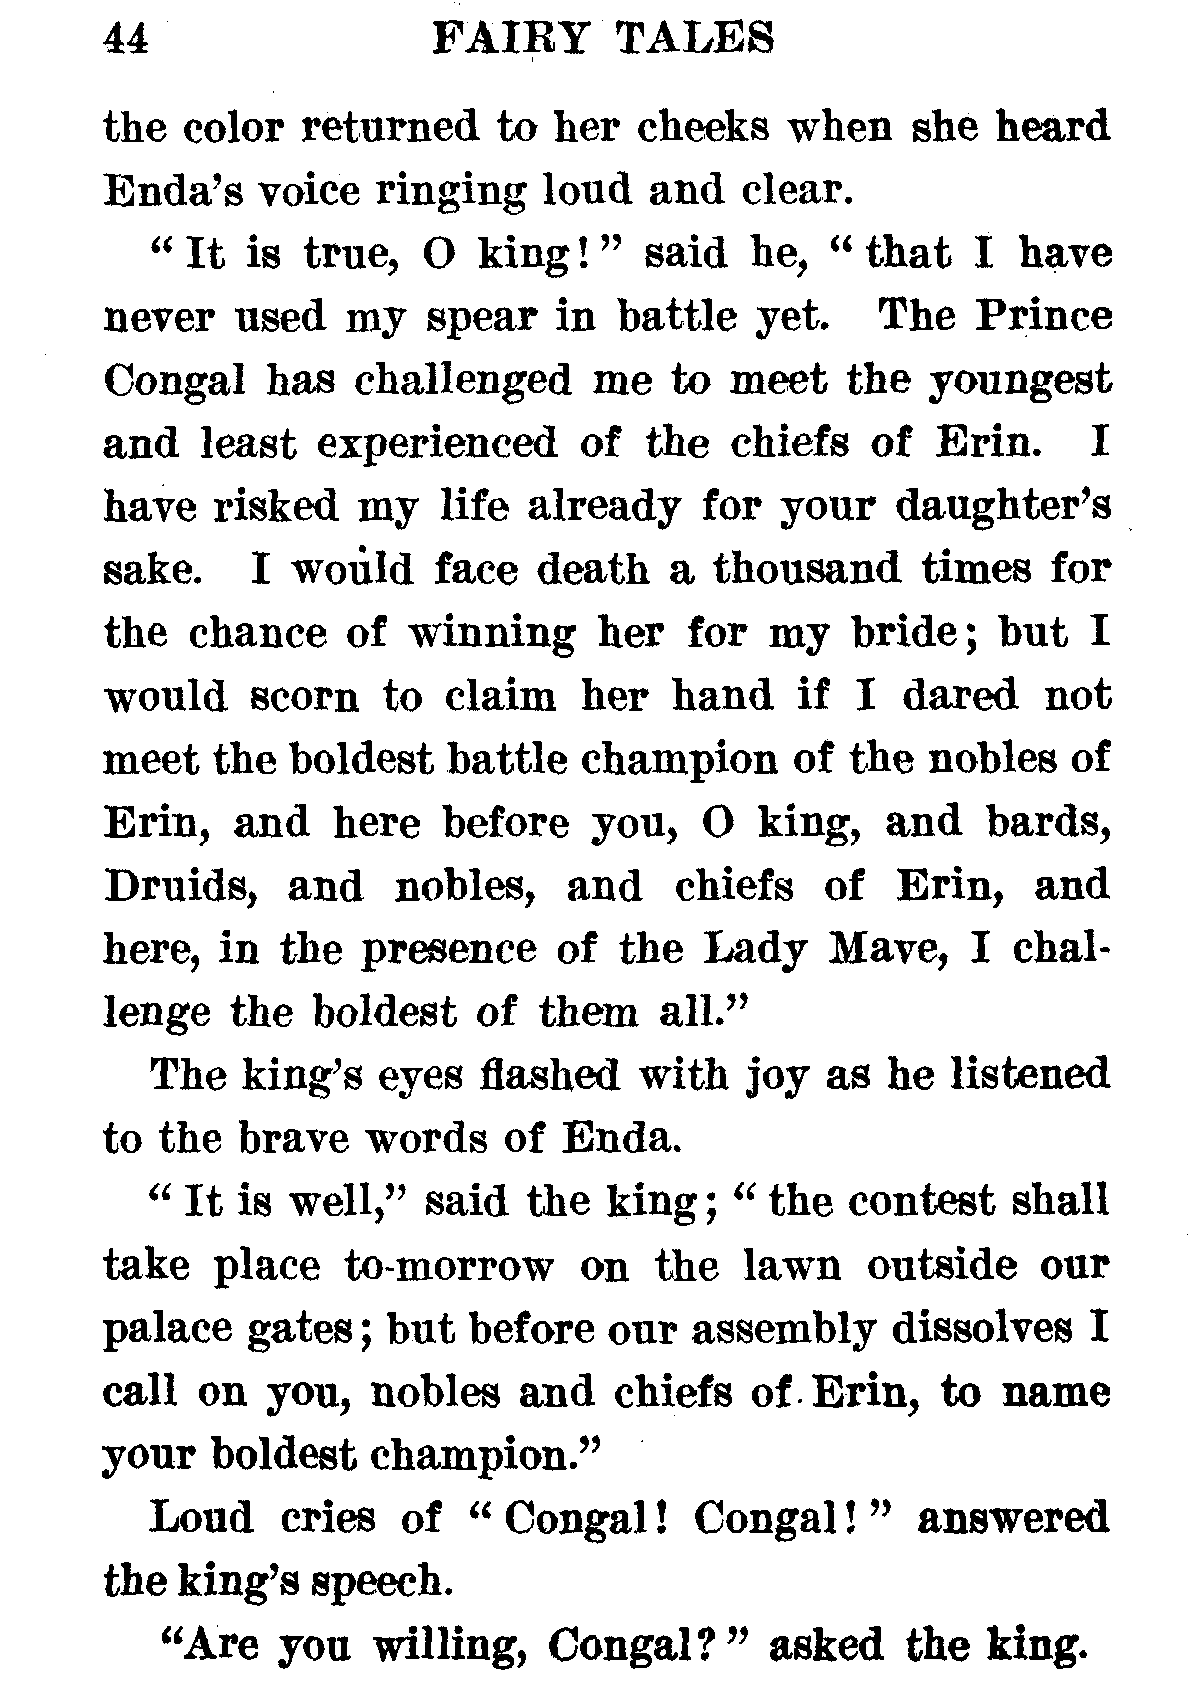 44 FAIRY TALES
the color returned to her cheeks when she heard
Enda's voice ringing loud and clear.
“ It is true, O king! ” said he, “ that I have
never used my spear in battle yet. The Prince
Congal has challenged me to meet the youngest
and least experienced of the chiefs of Erin. I
have risked my life already for your daughter's
sake. I would face death a thousand times for
the chance of winning her for my bride; but I
would scorn to claim her hand if I dared not
meet the boldest battle champion of the nobles of
Erin, and here before you, O king, and bards,
Druids, and nobles, and chiefs of Erin, and
here, in the presence of the Lady Mave, I chal-
lenge the boldest of them all.”
The king's eyes flashed with joy as he listened
to the brave words of Enda.
“ It is well,” said the king; “ the contest shall
take place to-morrow on the lawn outside our
palace gates; but before our assembly dissolves I
call on you, nobles and chiefs of Erin, to name
your boldest champion.”
Loud cries of “ Congal! Congal! ” answered
the king's speech.
“Are you willing, Congal? ” asked the king.